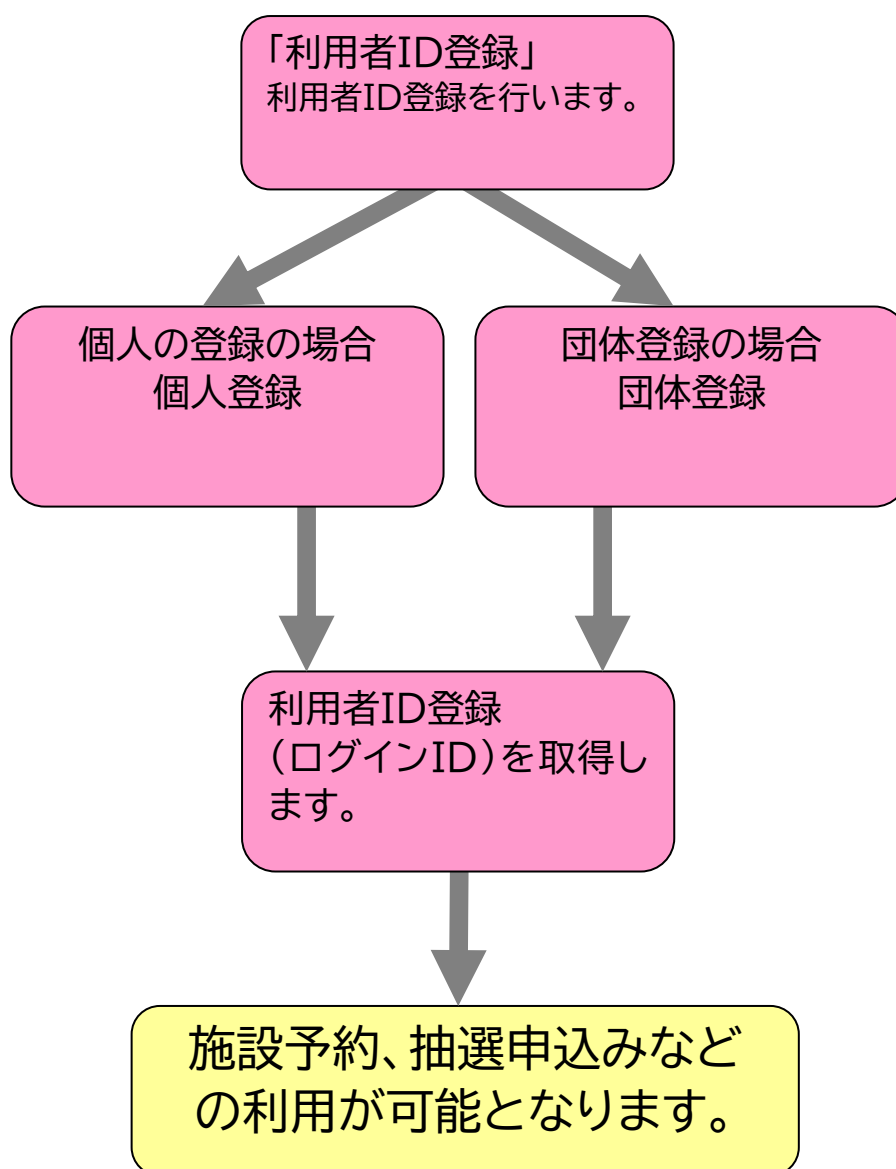 「利用者ID登録」
利用者ID登録を行います。
個人の登録の場合
個人登録
団体登録の場合
団体登録
利用者ID登録
（ログインID）を取得し
ます。
施設予約、抽選申込みなど
の利用が可能となります。